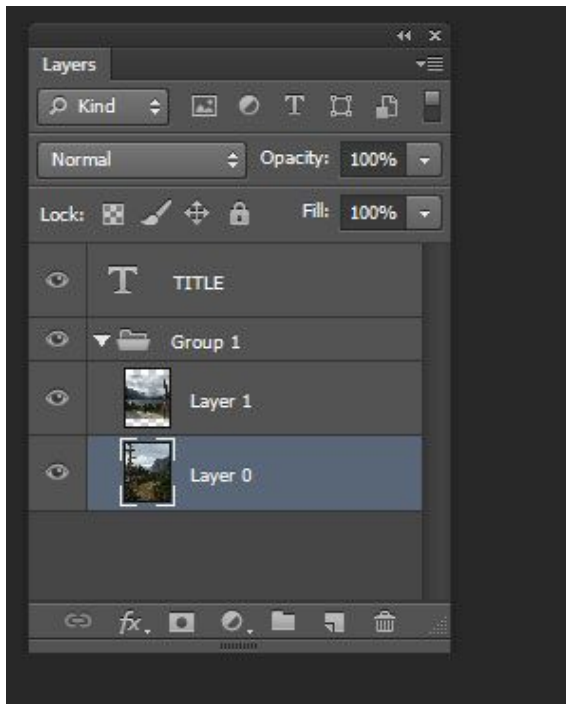 Layers
Kind
Normal Opacity: 100%
Lock: Fill: 100%
TITLE
Group 1
Layer 1
Layer 0
fx.